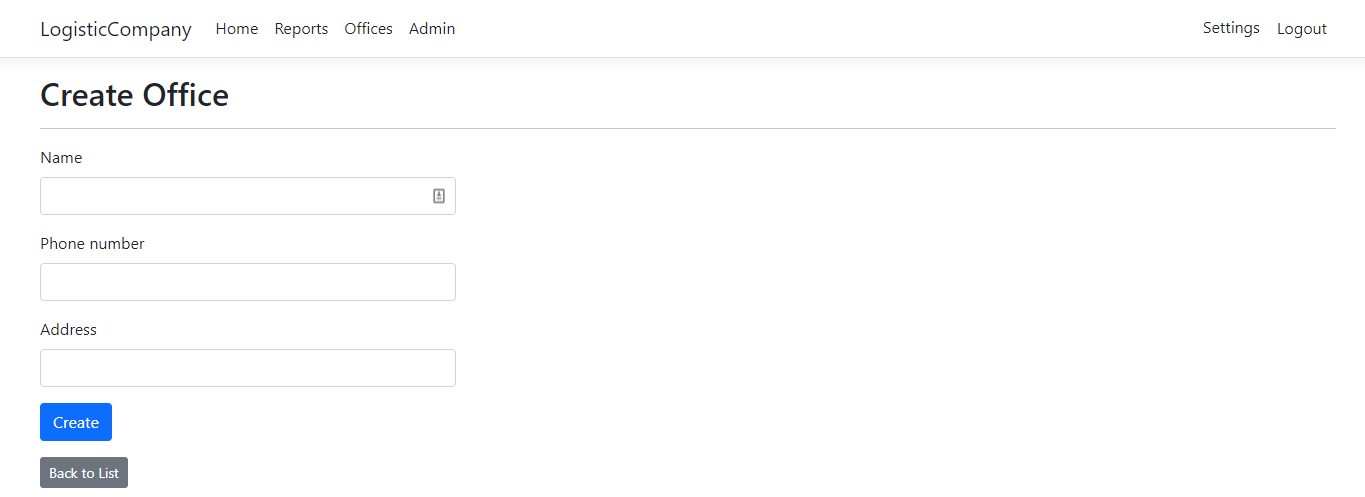 LogisticCompany Home Reports Offices Admin Settings Logout
Create Office
Name
Phone number
Address
Create
Back to List